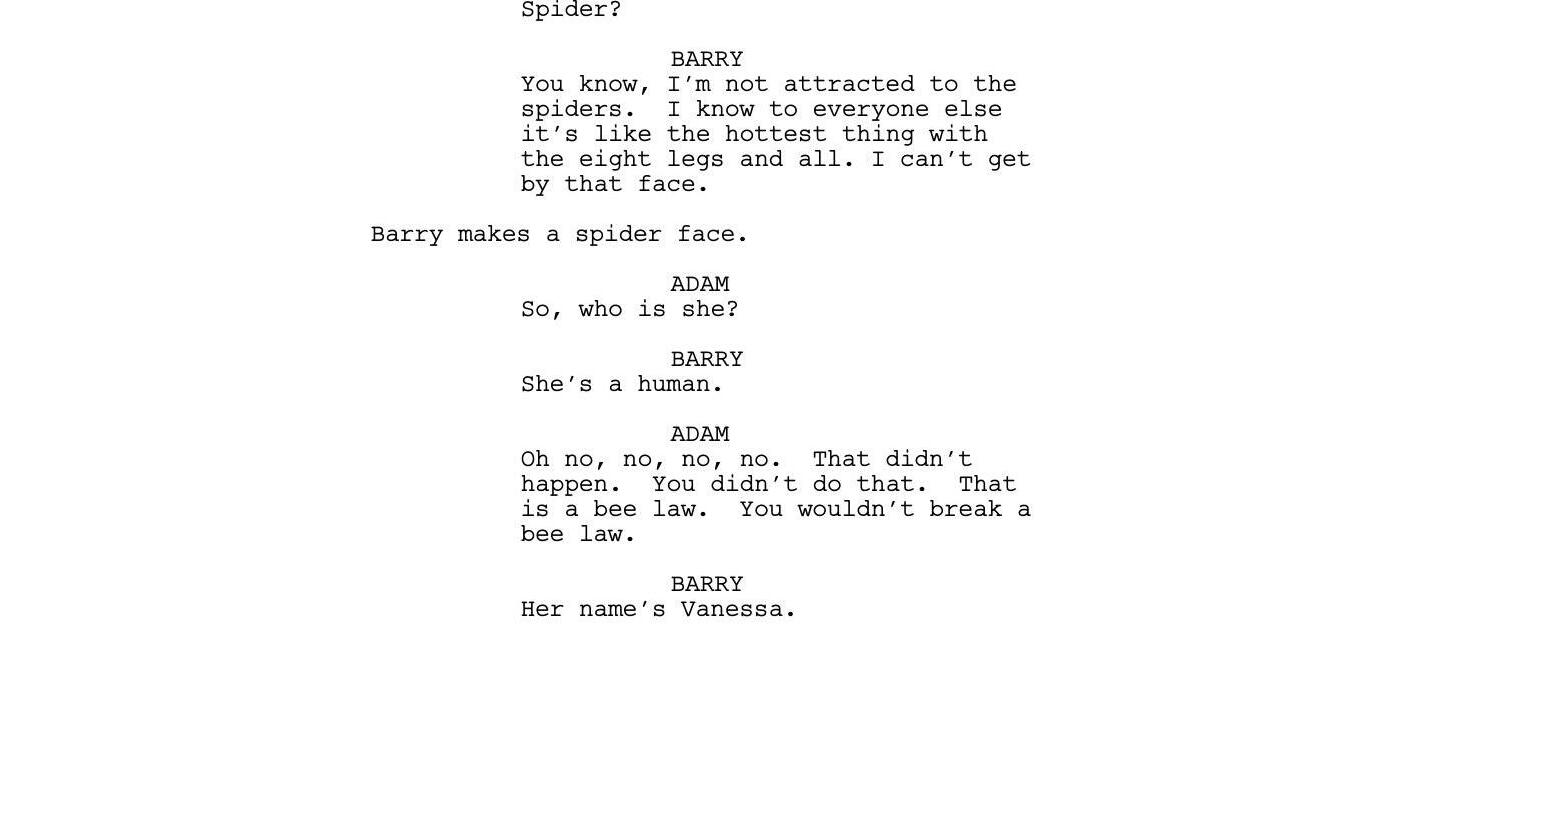 Spider?
BARRY
You know, I’m not attracted to the
spiders.  I know to everyone else
it’s like the hottest thing with
the eight legs and all. I can’t get
by that face.
Barry makes a spider face.
ADAM
So, who is she?
BARRY
She’s a human.
ADAM
Oh no, no, no, no.  That didn’t
happen.  You didn’t do that.  That
is a bee law.  You wouldn’t break a
bee law.
BARRY
Her name’s Vanessa.